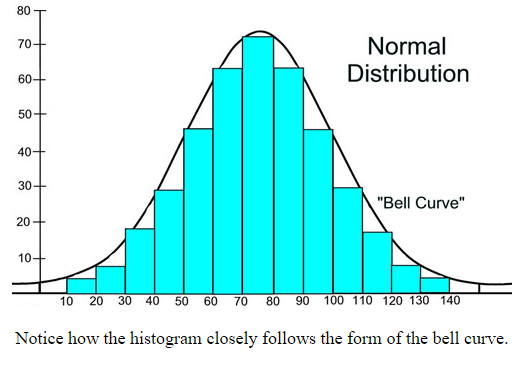 80
70
60
50
40
30
20
10
Normal
Distribution
"Bell Curve"
10 20 30 40 50 60 70 80 90 100 110 120 130 140
Notice how the histogram closely follows the form of the bell curve.